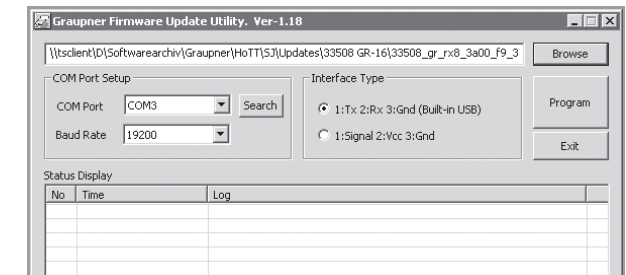 Graupner Firmware Update Utility. Ver-1.18
\\tsclient\D\Softwarearchiv\Graupner\HoTT\SJ\Updates\33508 GR-16\33508_gr_rx8_3a00_f9_3
Browse
COM Port Setup
COM Port COM3 Search
Baud Rate 19200
Interface Type
1:Tx 2:Rx 3:Gnd (Built-in USB)
1:Signal 2:Vcc 3:Gnd
Program
Exit
Status Display
No Time Log